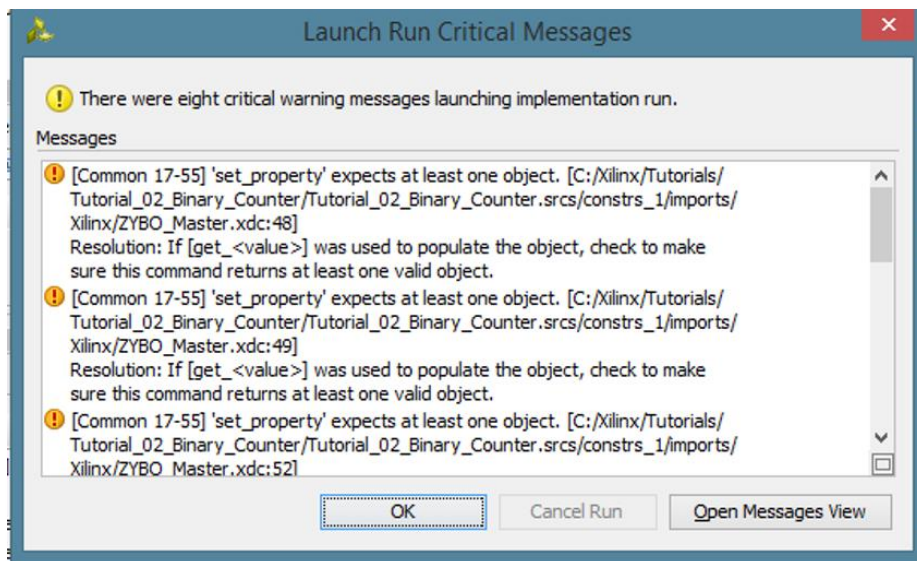 Launch Run Critical Messages
There were eight critical warning messages launching implementation run.
Messages
[Common 17-55] 'set_property' expects at least one object. [C:/Xilinx/Tutorials/
Tutorial_02_Binary_Counter/Tutorial_02_Binary_Counter.srcs/constrs_1/imports/
Xilinx/ZYBO_Master.xdc:48]
Resolution: If [get_<value>] was used to populate the object, check to make
sure this command returns at least one valid object.
[Common 17-55] 'set_property' expects at least one object. [C:/Xilinx/Tutorials/
Tutorial_02_Binary_Counter/Tutorial_02_Binary_Counter.srcs/constrs_1/imports/
Xilinx/ZYBO_Master.xdc:49]
Resolution: If [get_<value>] was used to populate the object, check to make
sure this command returns at least one valid object.
[Common 17-55] 'set_property' expects at least one object. [C:/Xilinx/Tutorials/
Tutorial_02_Binary_Counter/Tutorial_02_Binary_Counter.srcs/constrs_1/imports/
Xilinx/ZYBO_Master.xdc:52]
OK
Cancel Run
Open Messages View